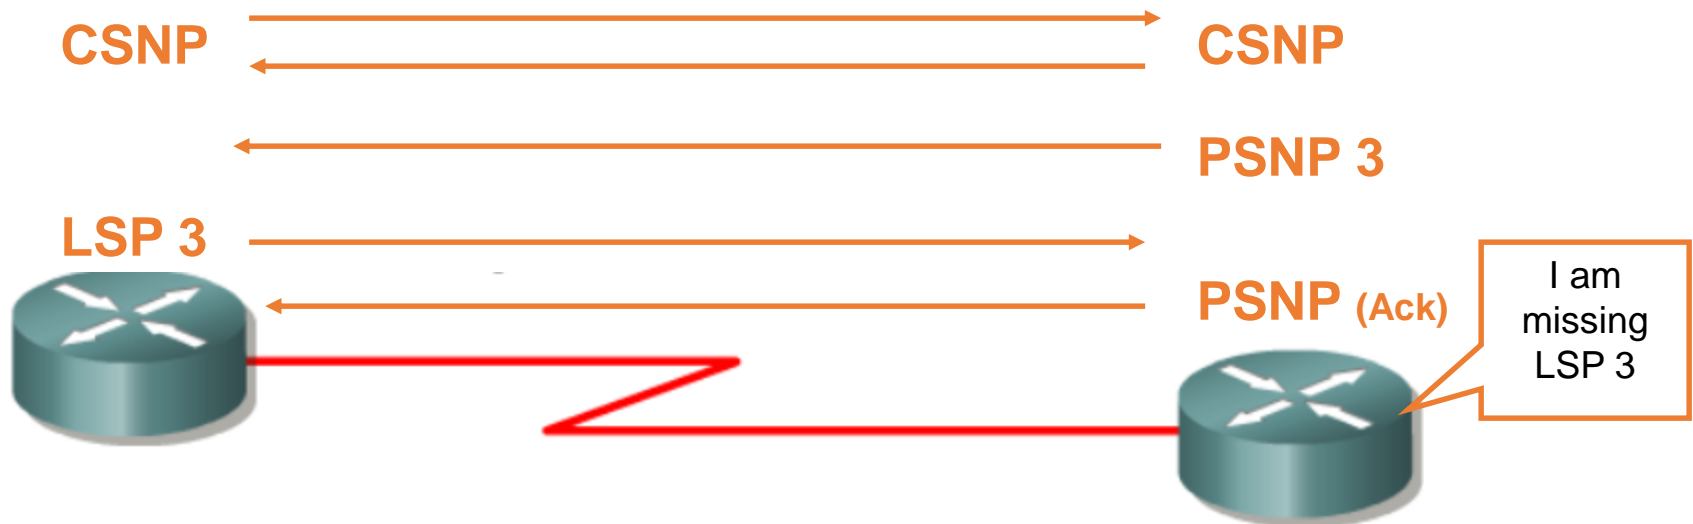 CSNP
CSNP
PSNP 3
LSP 3
PSNP (Ack)
I am
missing
LSP 3